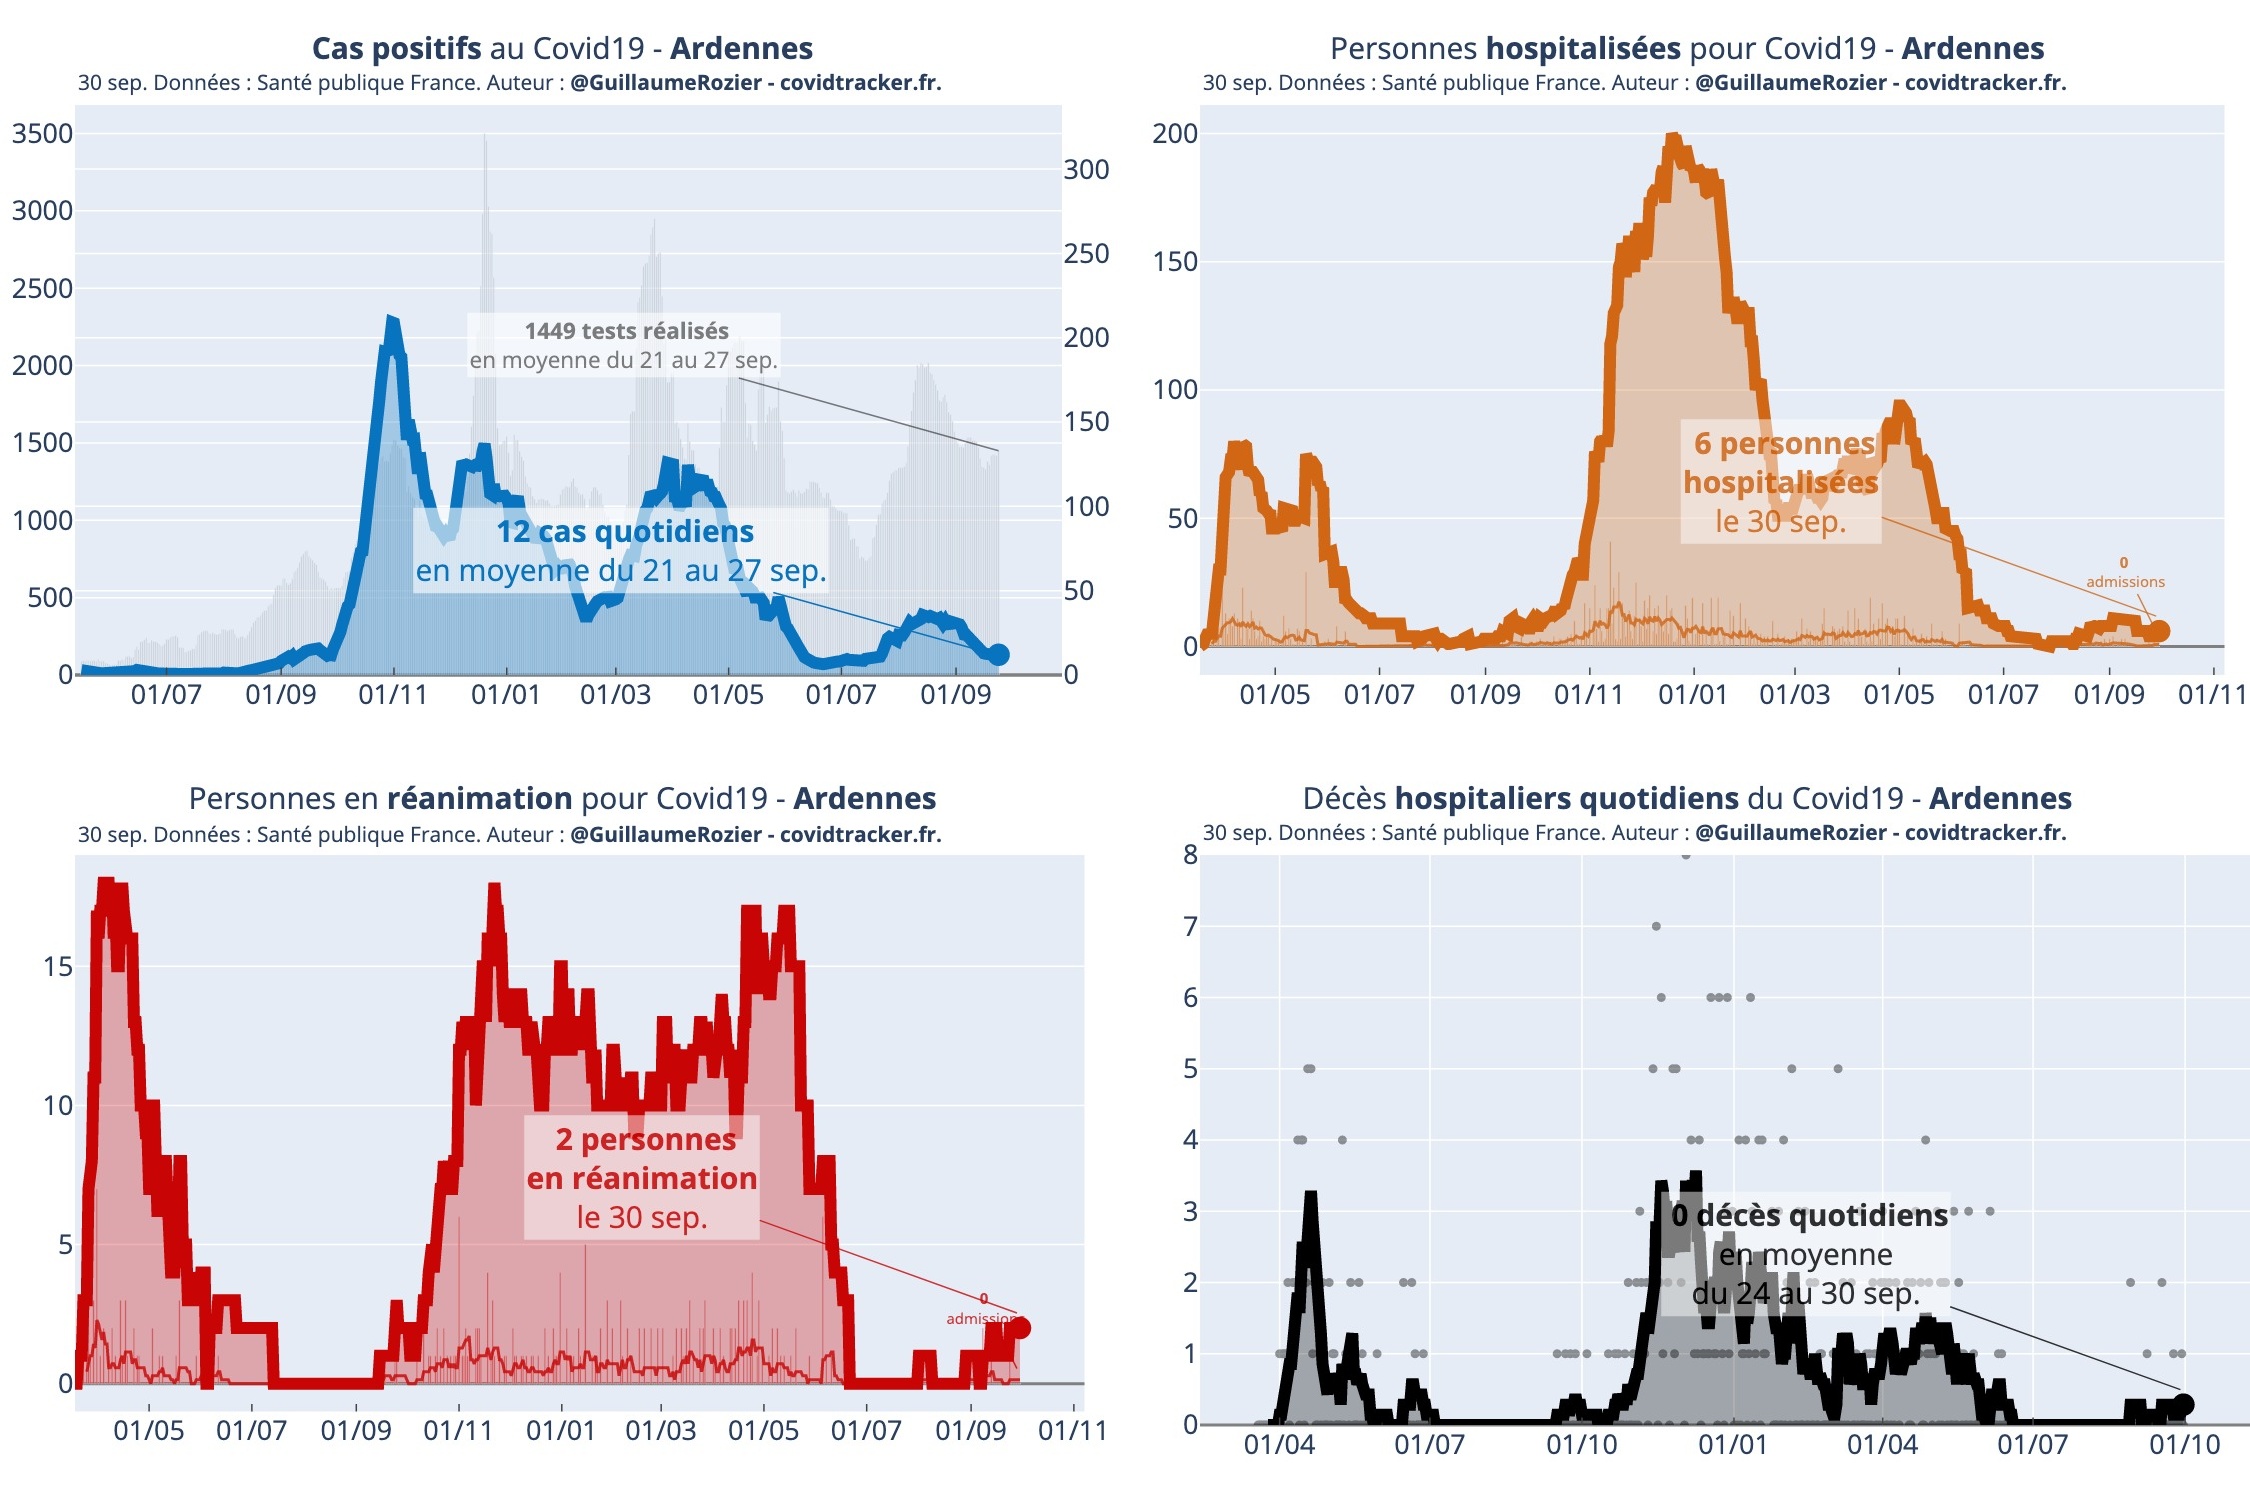 Cas positifs au Covid19 - Ardennes
30 sep. Données : Santé publique France. Auteur : @GuillaumeRozier - covidtracker.fr.
3500
3000
2500
2000
1500
1000
500
0
300
250
200
150
100
50
0
1449 tests réalisés
en moyenne du 21 au 27 sep.
12 cas quotidiens
en moyenne du 21 au 27 sep.
01/07 01/09 01/11 01/01 01/03 01/05 01/07 01/09
Personnes hospitalisées pour Covid19 - Ardennes
30 sep. Données : Santé publique France. Auteur : @GuillaumeRozier - covidtracker.fr.
200
150
100
50
0
6 personnes
hospitalisées
le 30 sep.
0
admissions
01/05 01/07 01/09 01/11 01/01 01/03 01/05 01/07 01/09 01/11
Personnes en réanimation pour Covid19 - Ardennes
30 sep. Données : Santé publique France. Auteur : @GuillaumeRozier - covidtracker.fr.
15
10
5
0
2 personnes
en réanimation
le 30 sep.
0
admissions
01/05 01/07 01/09 01/11 01/01 01/03 01/05 01/07 01/09 01/11
Décès hospitaliers quotidiens du Covid19 - Ardennes
30 sep. Données : Santé publique France. Auteur : @GuillaumeRozier - covidtracker.fr.
8
7
6
5
4
3
2
1
0
0 décès quotidiens
en moyenne
du 24 au 30 sep.
01/04 01/07 01/10 01/01 01/04 01/07 01/10